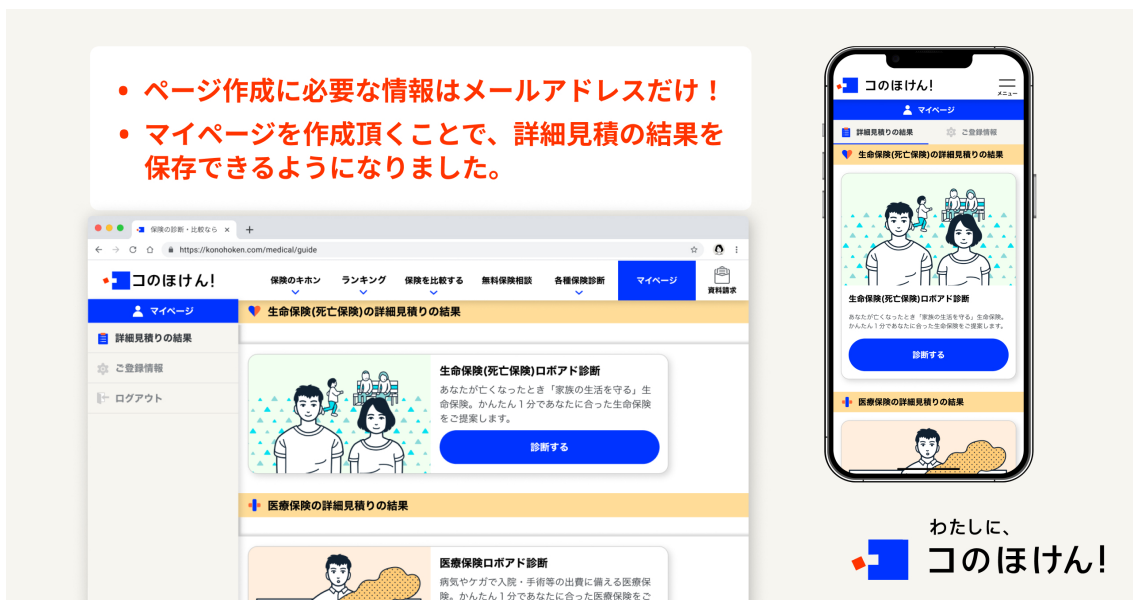 • ページ作成に必要な情報はメールアドレスだけ！
• マイページを作成頂くことで、詳細見積の結果を
保存できるようになりました。
保険の診断・比較なら ×
https://konohoken.com/medical/guide
コのほけん!
保険のキホン
ランキング
保険を比較する
無料保険相談
各種保険診断
マイページ
資料請求
マイページ
詳細見積りの結果
ご登録情報
ログアウト
生命保険(死亡保険)の詳細見積りの結果
生命保険(死亡保険)ロボアド診断
あなたが亡くなったとき「家族の生活を守る」生
命保険。かんたん１分であなたに合った生命保険
をご提案します。
診断する
医療保険の詳細見積りの結果
医療保険ロボアド診断
病気やケガで入院・手術等の出費に備える医療保
険。かんたん１分であなたに合った医療保険をご
コのほけん!
メニュー
マイページ
詳細見積りの結果
ご登録情報
生命保険(死亡保険)の詳細見積りの結果
生命保険(死亡保険)ロボアド診断
あなたが亡くなったとき「家族の生活を守る」生命保険。
かんたん１分であなたに合った生命保険をご提案します。
診断する
医療保険の詳細見積りの結果
わたしに、
コのほけん!